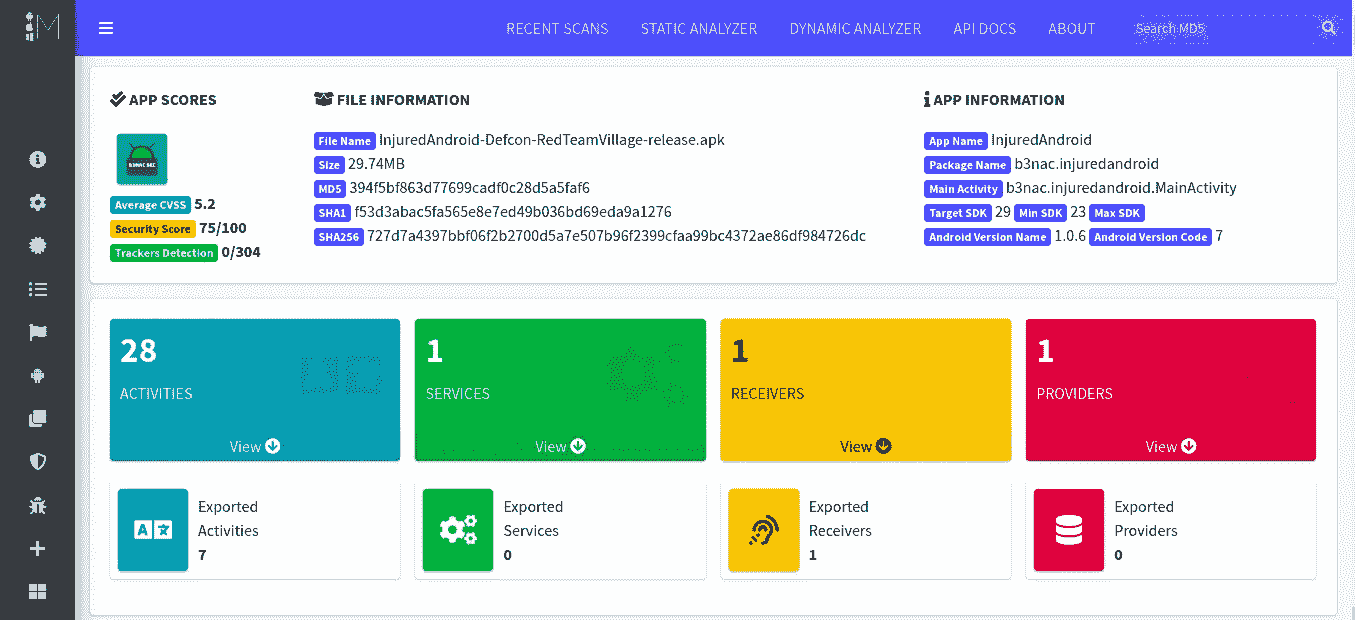 RECENT SCANS STATIC ANALYZER DYNAMIC ANALYZER API DOCS ABOUT Search MD5
APP SCORES
Average CVSS 5.2
Security Score 75/100
Trackers Detection 0/304
FILE INFORMATION
File Name InjuredAndroid-Defcon-RedTeamVillage-release.apk
Size 29.74MB
MD5 394f5bf863d77699cadf0c28d5a5faf6
SHA1 f53d3abac5fa565e8e7ed49b036bd69eda9a1276
SHA256 727d7a4397bbf06f2b2700d5a7e507b96f2399cfaa99bc4372ae86df984726dc
APP INFORMATION
App Name InjuredAndroid
Package Name b3nac.injuredandroid
Main Activity b3nac.injuredandroid.MainActivity
Target SDK 29 Min SDK 23 Max SDK
Android Version Name 1.0.6 Android Version Code 7
28
ACTIVITIES
View
1
SERVICES
View
1
RECEIVERS
View
1
PROVIDERS
View
Exported
Activities
7
Exported
Services
0
Exported
Receivers
1
Exported
Providers
0